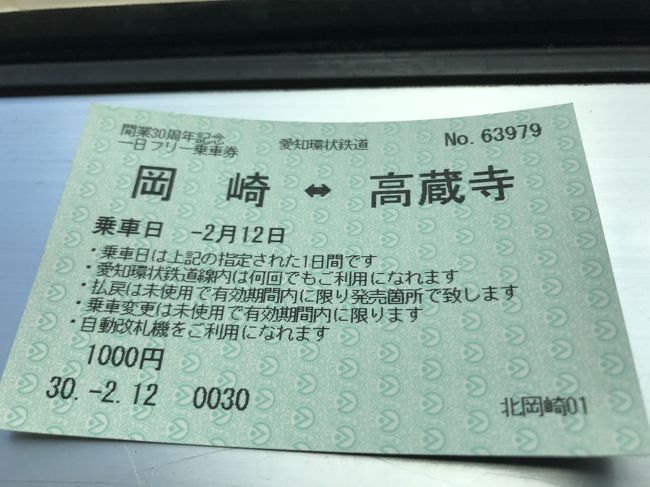 開業30周年記念
一日フリー乗車券
愛知環状鉄道
No. 63979
岡崎 ↔ 高蔵寺
乗車日 -2月12日
・乗車日は上記の指定された1日間です
・愛知環状鉄道線内は何回でもご利用になれます
・払戻は未使用で有効期間内に限り発売箇所で致します
・乗車変更は未使用で有効期間内に限ります
・自動改札機をご利用になれます
1000円
30.-2.12 0030
北岡崎01